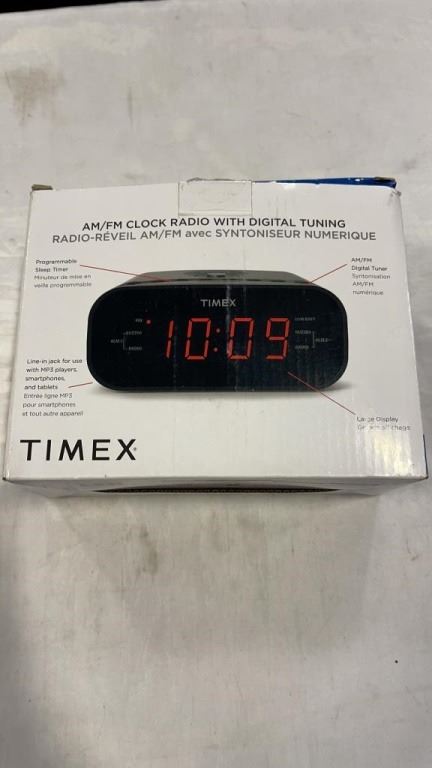 AM/FM CLOCK RADIO WITH DIGITAL TUNING
RADIO-RÉVEIL AM/FM avec SYNTONISEUR NUMERIQUE
Programmable
Sleep Timer
Minuteur de mise en
veille programmable
AM/FM
Digital Tuner
Syntonisation
AM/FM
numérique
TIMEX
10:09
Line-in jack for use
with MP3 players,
smartphones,
and tablets
Entrée ligne MP3
pour smartphones
et tout autre appareil
Large Display
TIMEX®